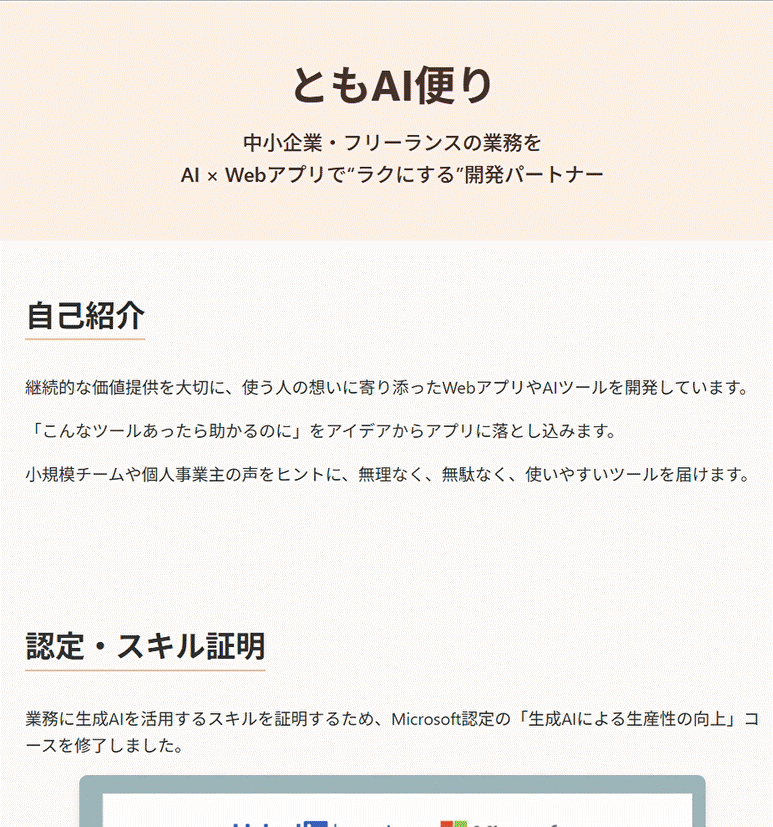 ともAI便り
中小企業・フリーランスの業務を
AI × Webアプリで“ラクにする”開発パートナー
自己紹介
継続的な価値提供を大切に、使う人の想いに寄り添ったWebアプリやAIツールを開発しています。
「こんなツールあったら助かるのに」をアイデアからアプリに落とし込みます。
小規模チームや個人事業主の声をヒントに、無理なく、無駄なく、使いやすいツールを届けます。
認定・スキル証明
業務に生成AIを活用するスキルを証明するため、Microsoft認定の「生成AIによる生産性の向上」コ
ースを修了しました。